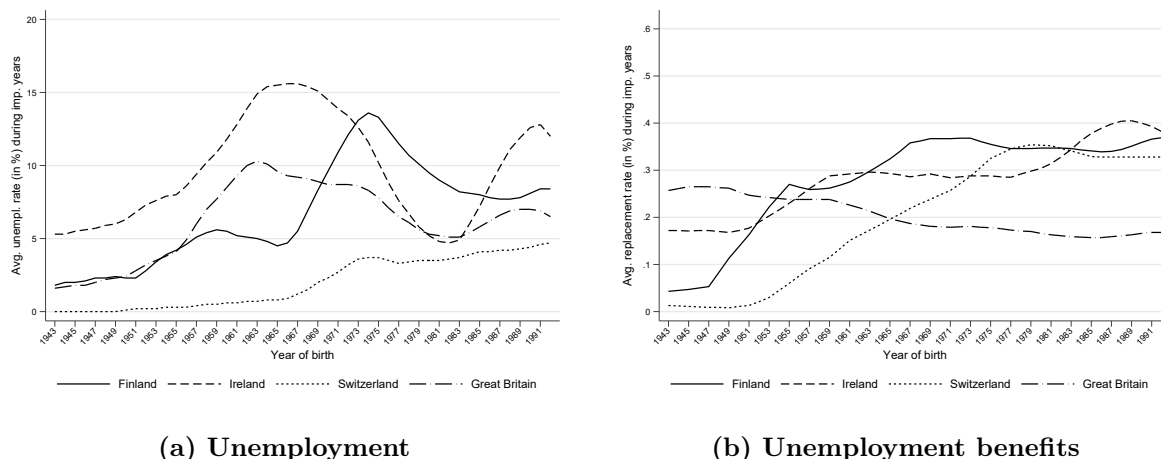 20
15
10
5
0
Avg. unempl. rate (in %) during imp. years
1943 1945 1947 1949 1951 1953 1955 1957 1959 1961 1963 1965 1967 1969 1971 1973 1975 1977 1979 1981 1983 1985 1987 1989 1991
Year of birth
Finland Ireland Switzerland Great Britain
(a) Unemployment
.6
.5
.4
.3
.2
.1
0
Avg. replacement rate (in %) during imp. years
1943 1945 1947 1949 1951 1953 1955 1957 1959 1961 1963 1965 1967 1969 1971 1973 1975 1977 1979 1981 1983 1985 1987 1989 1991
Year of birth
Finland Ireland Switzerland Great Britain
(b) Unemployment benefits